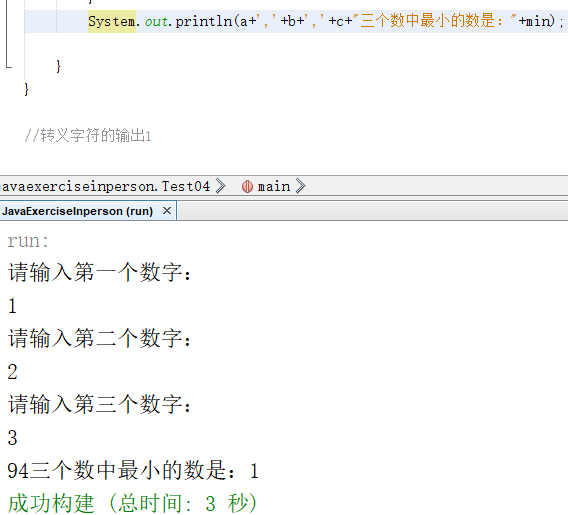 System.out.println(a+','+b+','+c+"三个数中最小的数是："+min);
}
}
//转义字符的输出1
avaexerciseinperson.Test04
main
JavaExerciseInperson (run)
run:
请输入第一个数字：
1
请输入第二个数字：
2
请输入第三个数字：
3
94三个数中最小的数是：1
成功构建 (总时间: 3 秒)